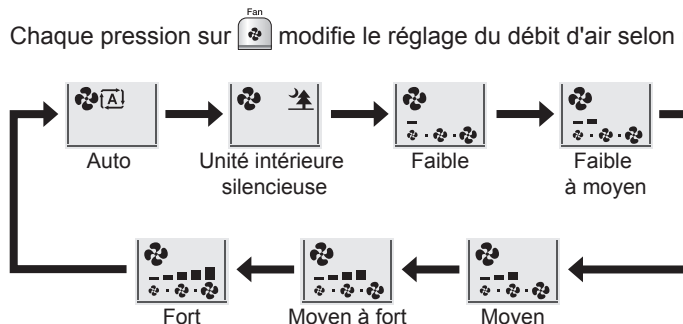 Fan
Chaque pression sur modifie le réglage du débit d'air selon
A
Auto
Unité intérieure
silencieuse
Faible
Faible
à moyen
Fort
Moyen à fort
Moyen